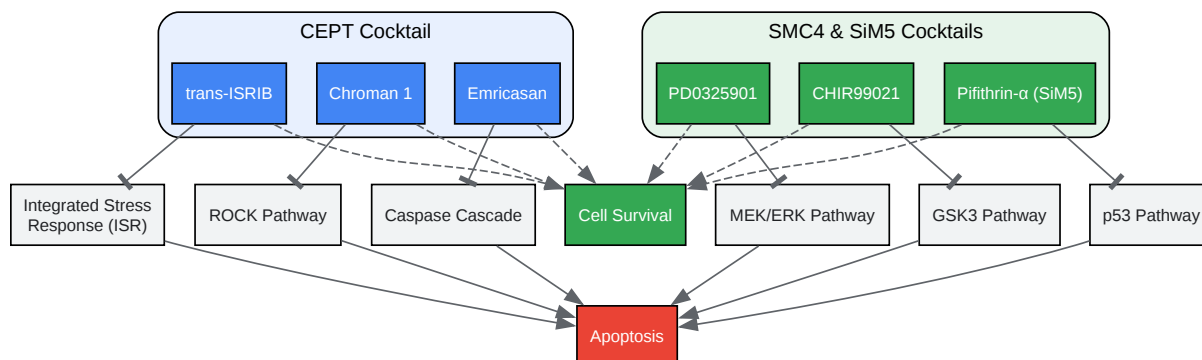 CEPT Cocktail
SMC4 & SiM5 Cocktails
trans-ISRIB
Chroman 1
Emricasan
PD0325901
CHIR99021
Pifithrin-α (SiM5)
Integrated Stress
Response (ISR)
ROCK Pathway
Caspase Cascade
Cell Survival
MEK/ERK Pathway
GSK3 Pathway
p53 Pathway
Apoptosis